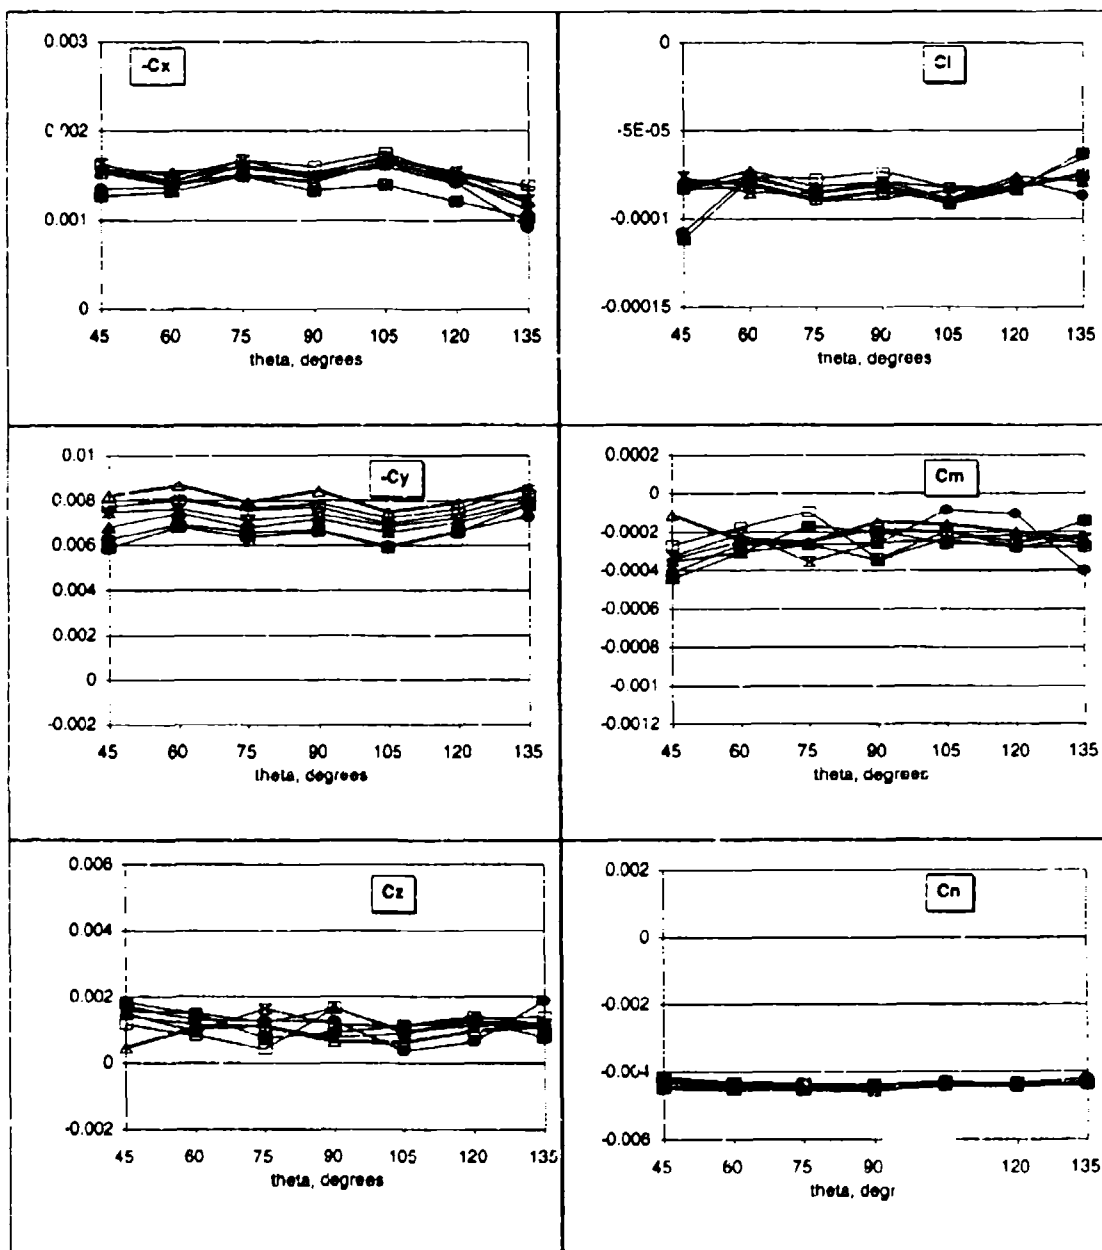 0.003
-Cx
0.002
0.001
0
45 60 75 90 105 120 135
theta, degrees
0
Cl
-5E-05
-0.0001
-0.00015
45 60 75 90 105 120 135
theta, degrees
0.01
-Cy
0.008
0.006
0.004
0.002
0
-0.002
45 60 75 90 105 120 135
theta, degrees
0.0002
Cm
0
-0.0002
-0.0004
-0.0006
-0.0008
-0.001
-0.0012
45 60 75 90 105 120 135
theta, degrees
0.006
Cz
0.004
0.002
0
-0.002
45 60 75 90 105 120 135
theta, degrees
0.002
Cn
0
-0.002
-0.004
-0.006
45 60 75 90 120 135
theta, degr